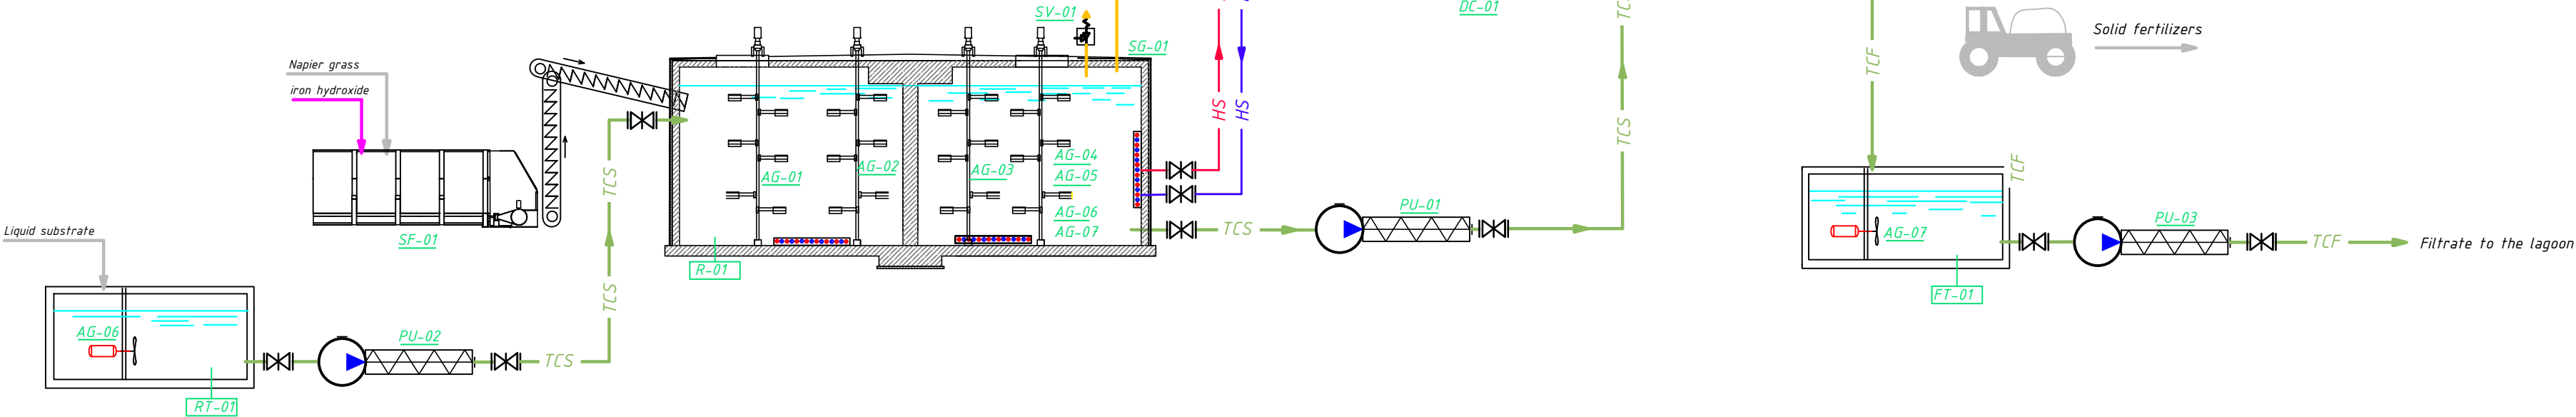 SV-01
DC-01
TCS
Solid fertilizers
SG-01
Napier grass
TCF
iron hydroxide
HS
HS
TCS
AG-04
AG-02
AG-03
AG-05
AG-01
TCF
TCS
AG-06
PU-01
PU-03
Liquid substrate
SF-01
AG-07
TCS
AG-07
TCF
Filtrate to the lagoon
R-01
TCS
FT-01
AG-06
PU-02
TCS
RT-01